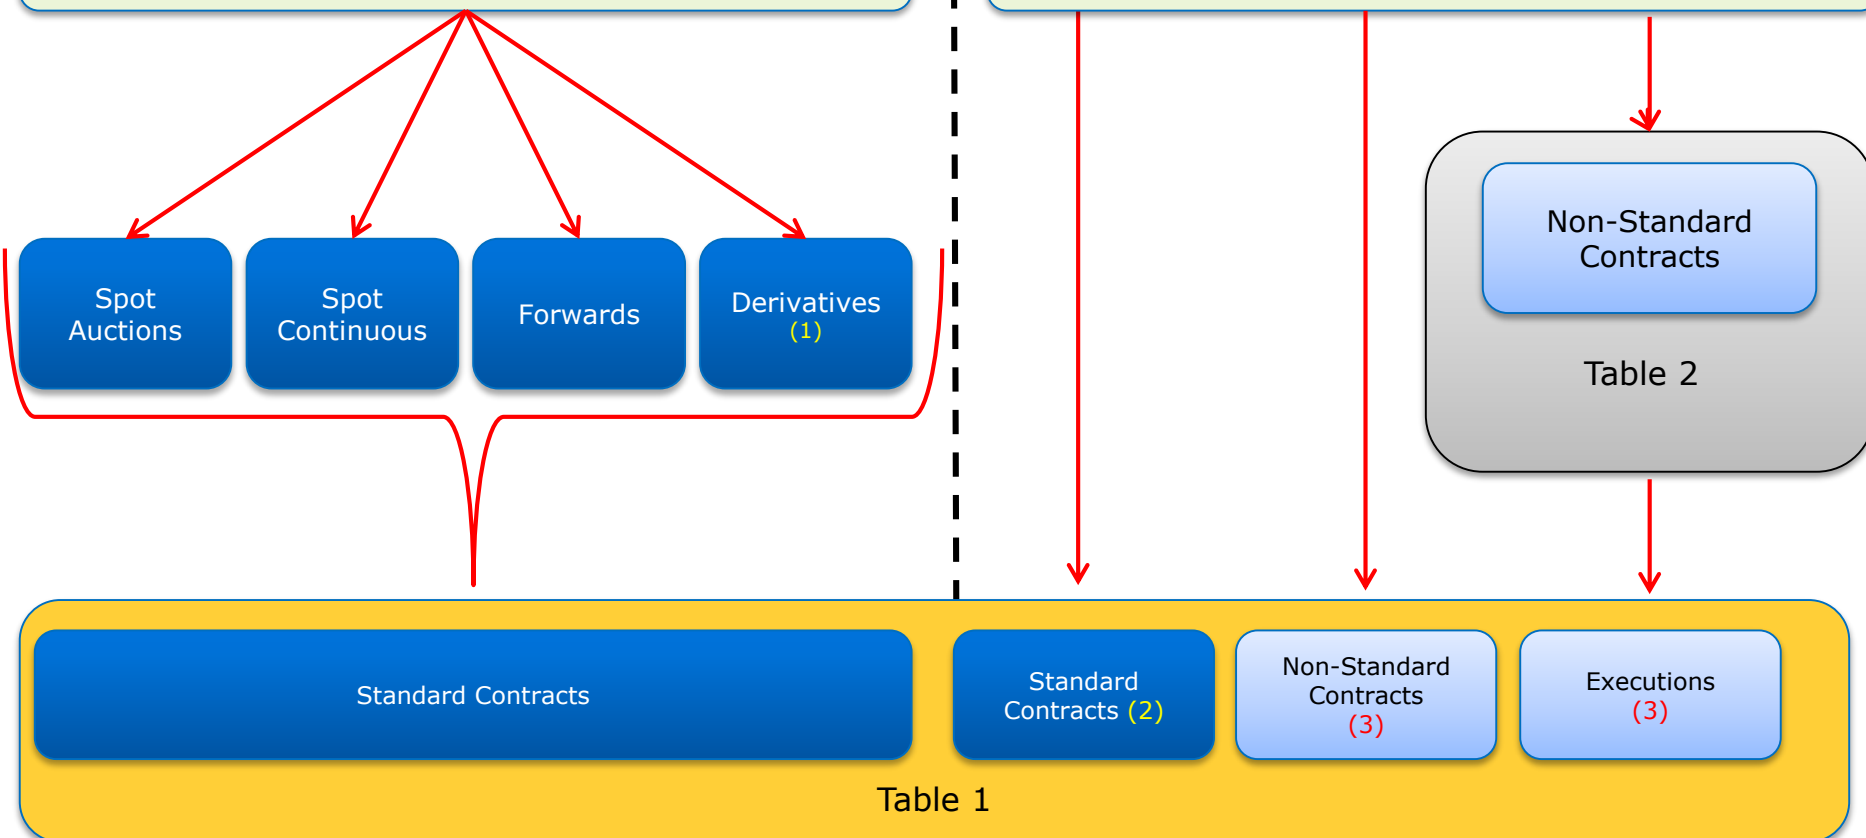 Spot
Auctions
Spot
Continuous
Forwards
Derivatives
(1)
Non-Standard
Contracts
Table 2
Standard Contracts
Standard
Contracts (2)
Non-Standard
Contracts
(3)
Executions
(3)
Table 1